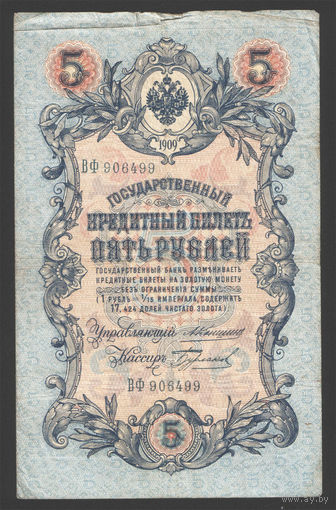 5 5
1909
ВФ 906499
ГОСУДАРСТВЕННЫЙ
КРЕДИТНЫЙ БИЛЕТЪ
ПЯТЬ РУБЛЕЙ
ГОСУДАРСТВЕННЫЙ БАНКЪ РАЗМѢНИВАЕТЪ
КРЕДИТНЫЕ БИЛЕТЫ НА ЗОЛОТУЮ МОНЕТУ
БЕЗЪ ОГРАНИЧЕНІЯ СУММЫ
(1 РУБЛЬ = 1/15 ИМПЕРІАЛА, СОДЕРЖИТЪ
17,424 ДОЛЕЙ ЧИСТАГО ЗОЛОТА)
Управляющій
Кассиръ
ВФ 906499
5
www.ay.by